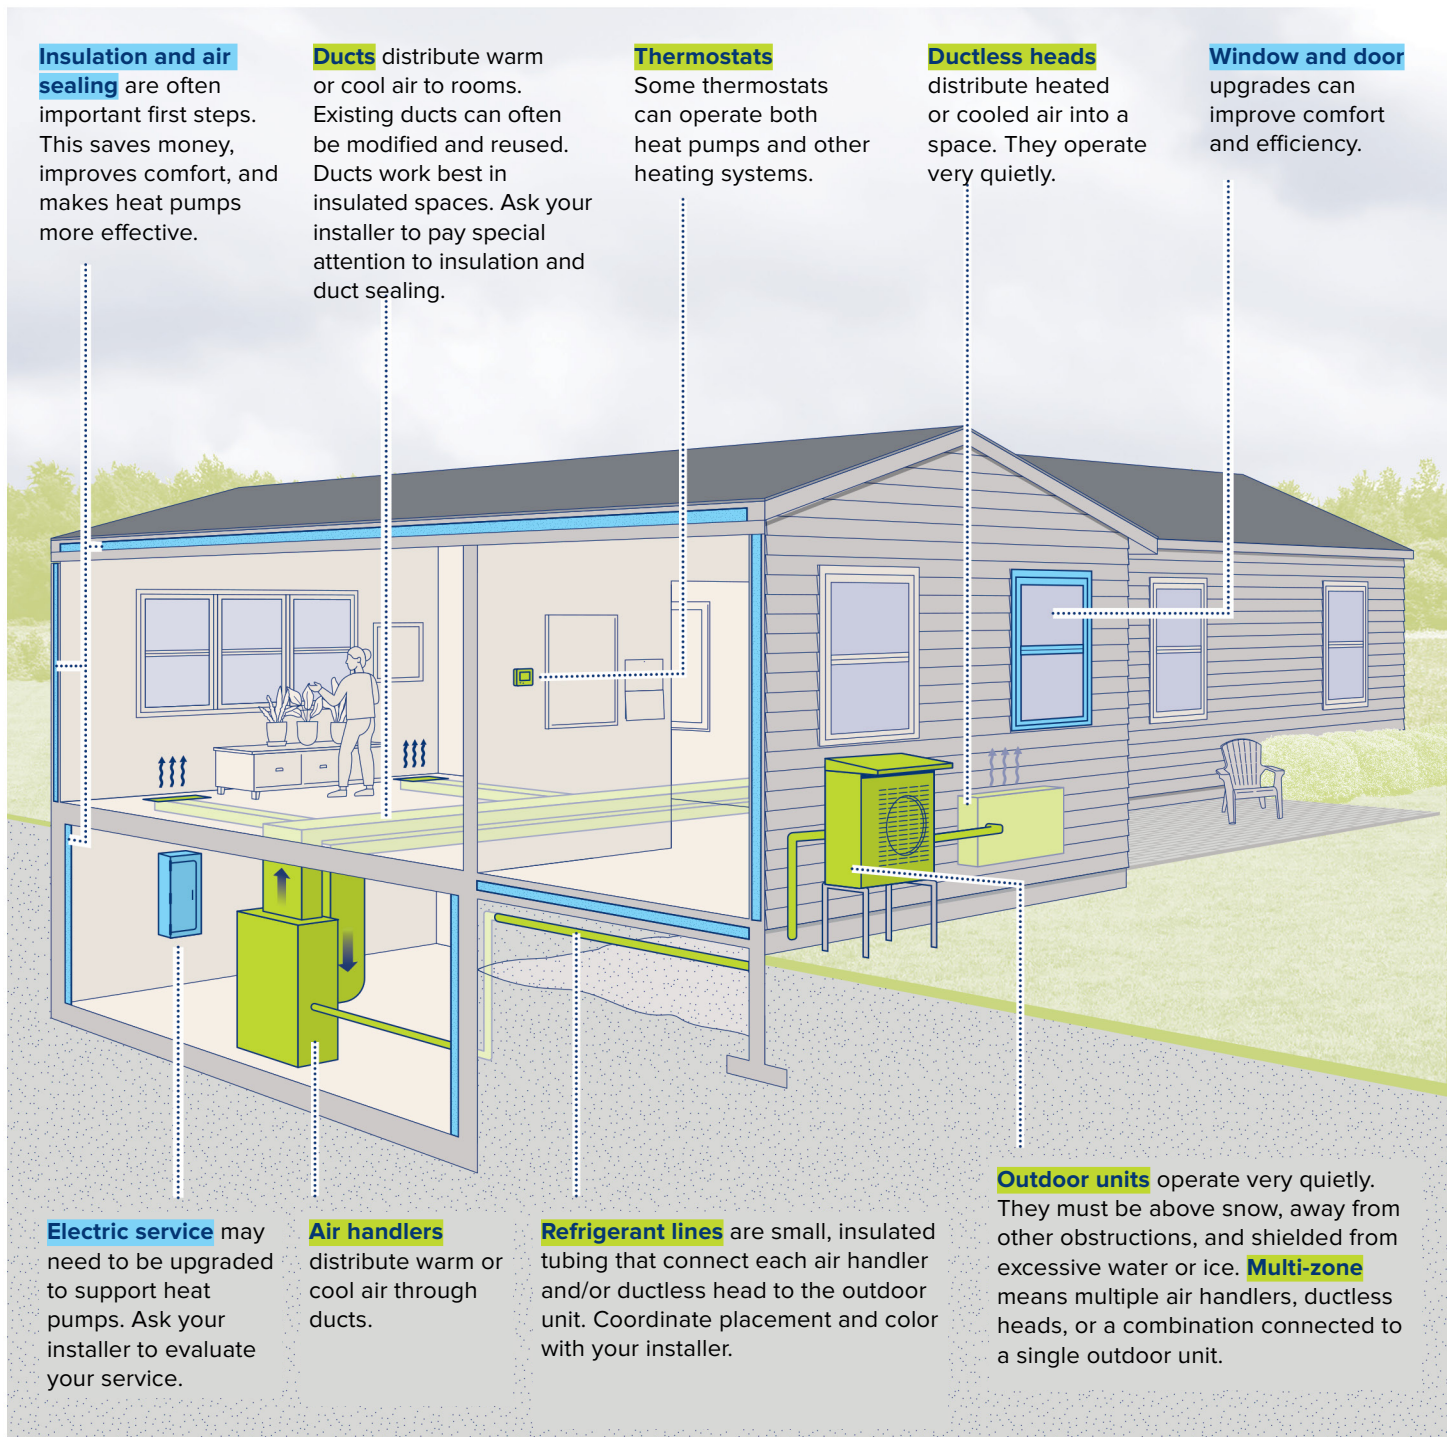 Insulation and air
sealing are often
important first steps.
This saves money,
improves comfort, and
makes heat pumps
more effective.
Ducts distribute warm
or cool air to rooms.
Existing ducts can often
be modified and reused.
Ducts work best in
insulated spaces. Ask your
installer to pay special
attention to insulation and
duct sealing.
Thermostats
Some thermostats
can operate both
heat pumps and other
heating systems.
Ductless heads
distribute heated
or cooled air into a
space. They operate
very quietly.
Window and door
upgrades can
improve comfort
and efficiency.
Electric service may
need to be upgraded
to support heat
pumps. Ask your
installer to evaluate
your service.
Air handlers
distribute warm or
cool air through
ducts.
Refrigerant lines are small, insulated
tubing that connect each air handler
and/or ductless head to the outdoor
unit. Coordinate placement and color
with your installer.
Outdoor units operate very quietly.
They must be above snow, away from
other obstructions, and shielded from
excessive water or ice. Multi-zone
means multiple air handlers, ductless
heads, or a combination connected to
a single outdoor unit.